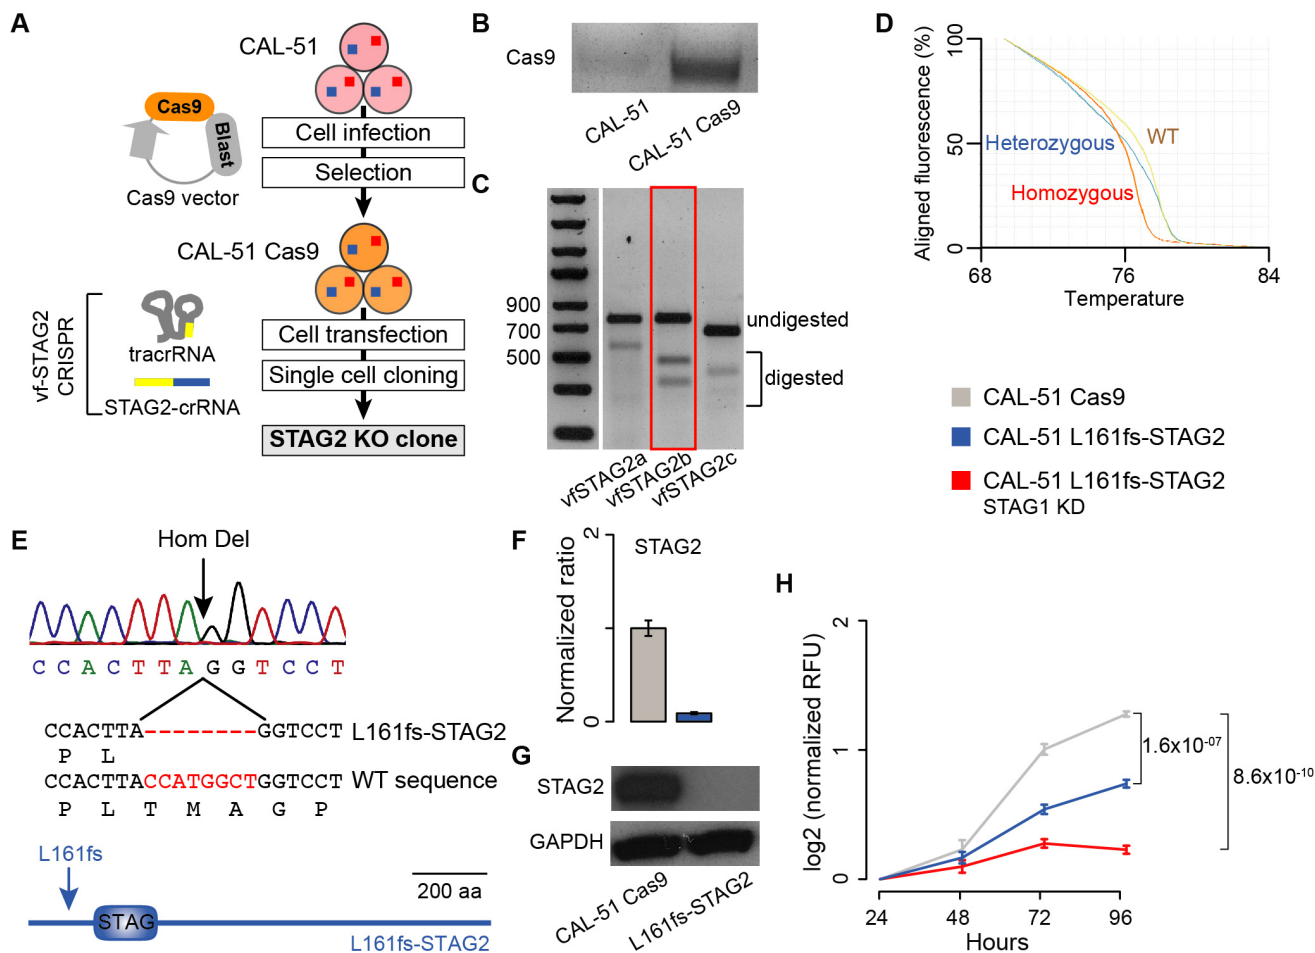 A
CAL-51
Cas9
Blast
Cas9 vector
Cell infection
Selection
CAL-51 Cas9
vf-STAG2
CRISPR
tracrRNA
STAG2-crRNA
Cell transfection
Single cell cloning
STAG2 KO clone
B
Cas9
CAL-51
CAL-51 Cas9
C
900
700
500
undigested
digested
vfSTAG2a
vfSTAG2b
vfSTAG2c
D
Aligned fluorescence (%)
100
50
0
Heterozygous
WT
Homozygous
68
76
84
Temperature
CAL-51 Cas9
CAL-51 L161fs-STAG2
CAL-51 L161fs-STAG2
STAG1 KD
E
Hom Del
C C A C T T A G G T C C T
CCACTTA--------GGTCCT L161fs-STAG2
P L
CCACTTACCATGGCTGGTCCT WT sequence
P L T M A G P
L161fs
200 aa
STAG
L161fs-STAG2
F
Normalized ratio
2
0
STAG2
G
STAG2
GAPDH
CAL-51 Cas9
L161fs-STAG2
H
log2 (normalized RFU)
2
1
0
1.6x10-07
8.6x10-10
24
48
72
96
Hours